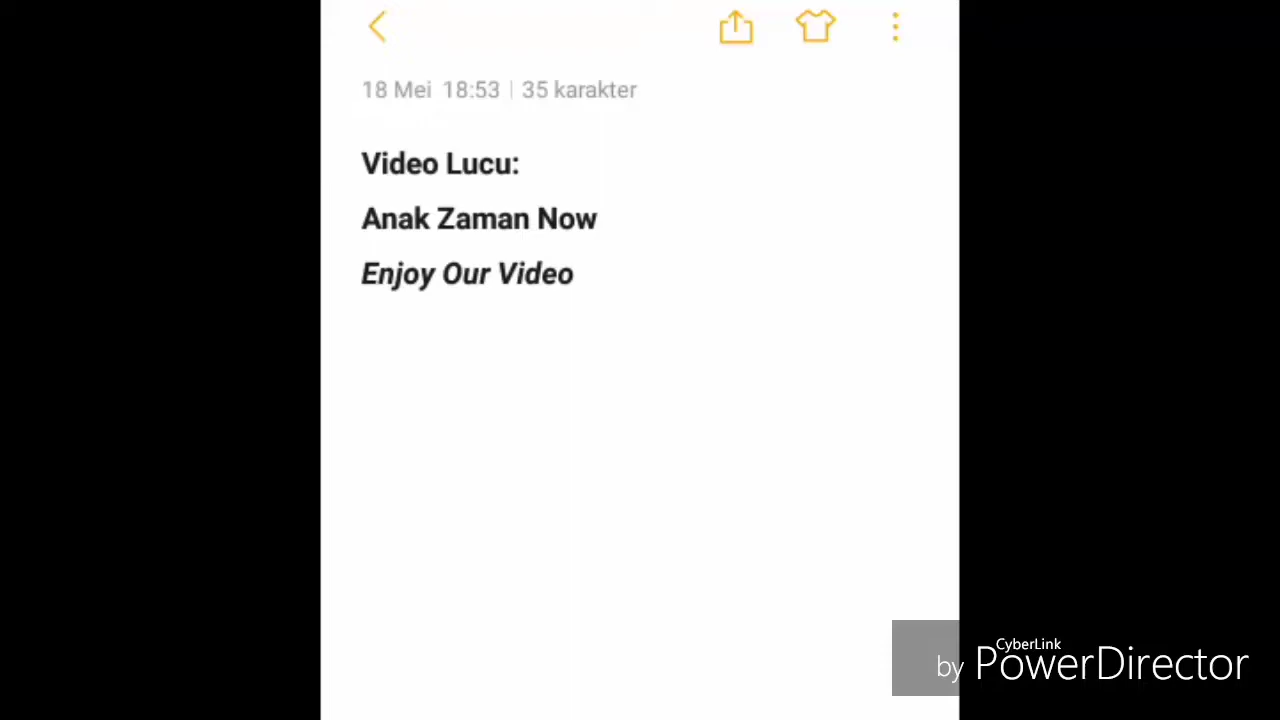 18 Mei 18:53 | 35 karakter
Video Lucu:
Anak Zaman Now
Enjoy Our Video
CyberLink
by PowerDirector